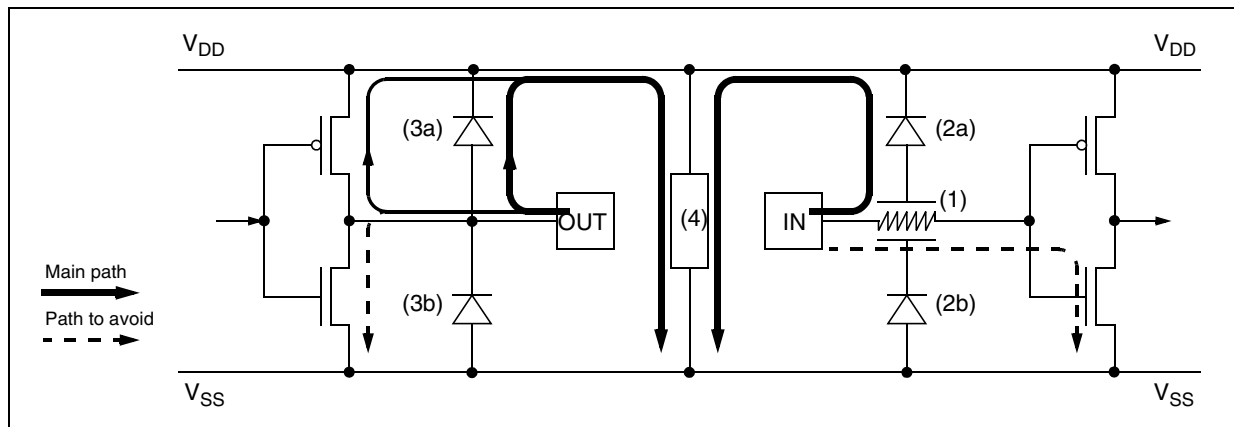 VDD
VDD
(3a)
(2a)
(1)
OUT
(4)
IN
Main path
(3b)
(2b)
Path to avoid
VSS
VSS